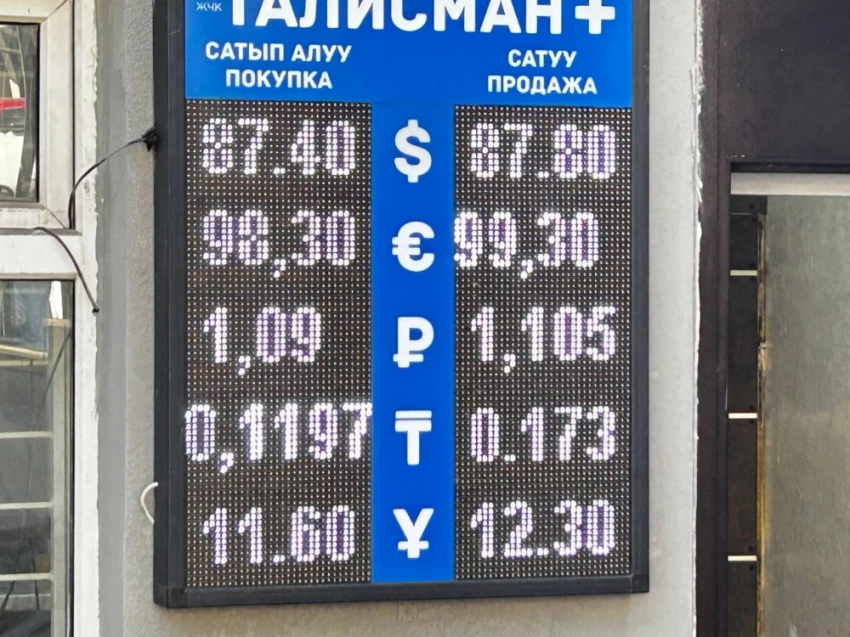 ЖЧК ТАЛИСМАН+
САТЫП АЛУУ САТУУ
ПОКУПКА ПРОДАЖА
87.40 $ 87.80
98,30 € 99,30
1,09 ₽ 1,105
0,1197 ₸ 0.173
11.60 ¥ 12.30